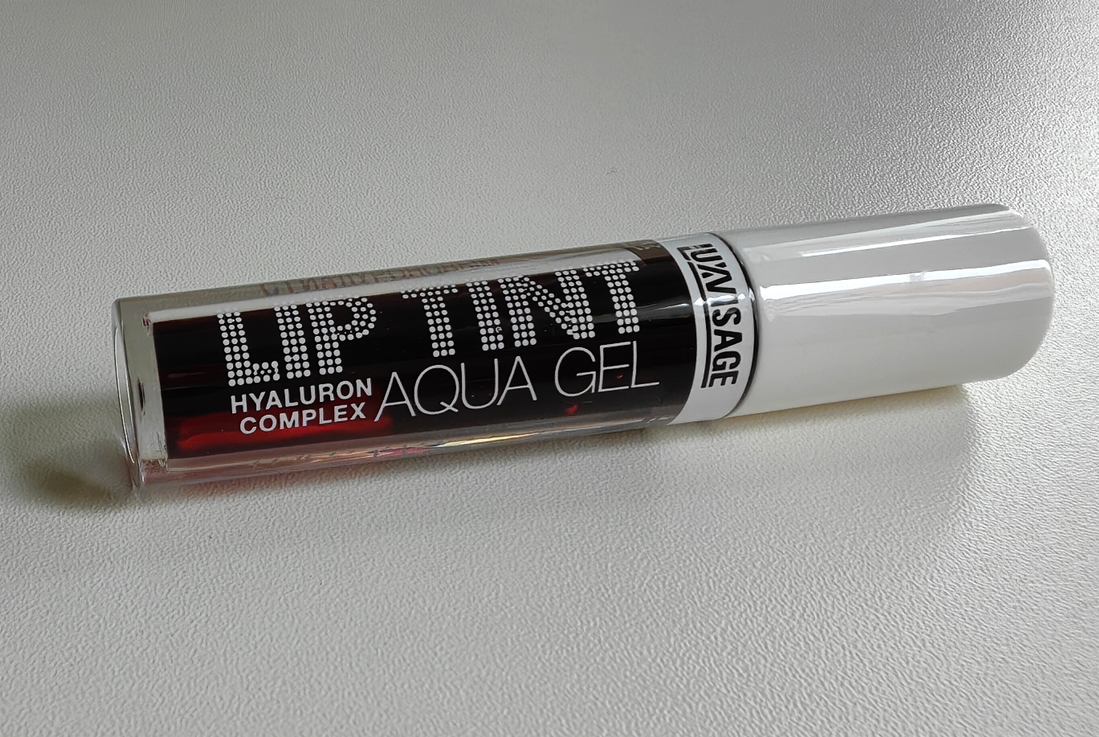 LIP TINT
HYALURON
COMPLEX
AQUA GEL
LUXVISAGE